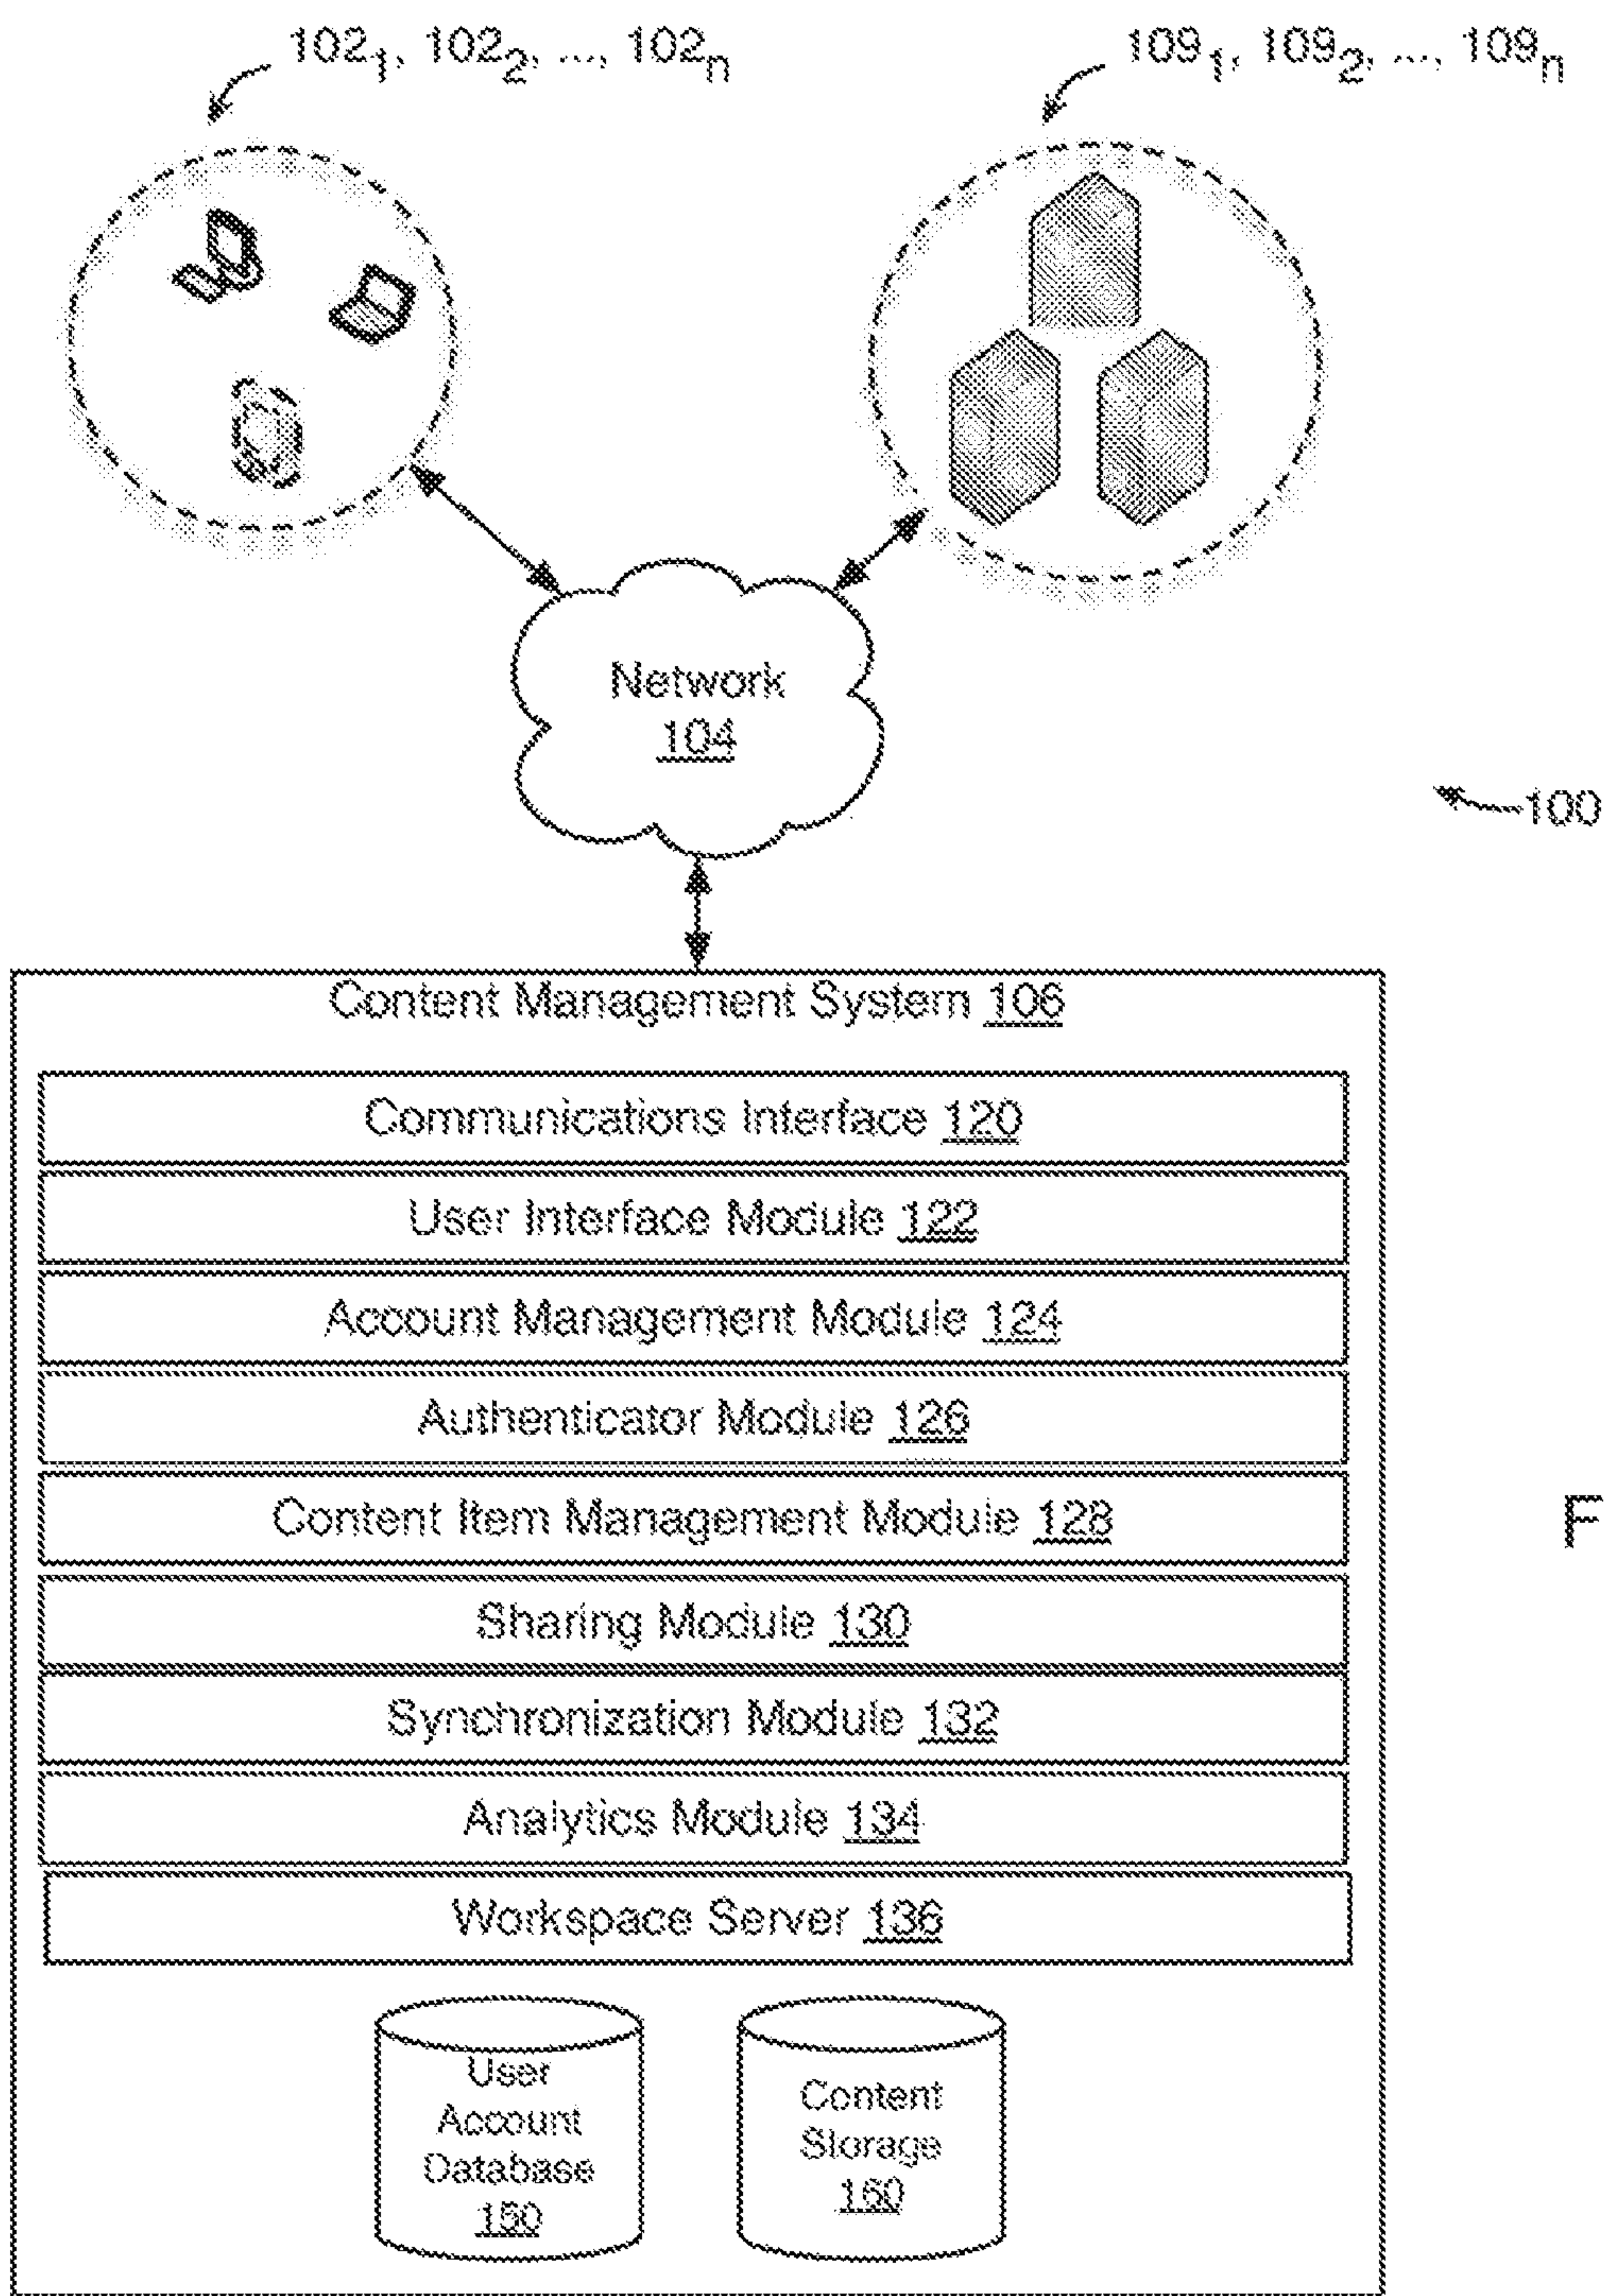 102₁, 102₂, ..., 102ₙ
109₁, 109₂, ..., 109ₙ
Network
104
100
Content Management System 106
Communications Interface 120
User Interface Module 122
Account Management Module 124
Authenticator Module 126
Content Item Management Module 128
F
Sharing Module 130
Synchronization Module 132
Analytics Module 134
Workspace Server 136
User
Account
Database
150
Content
Storage
160